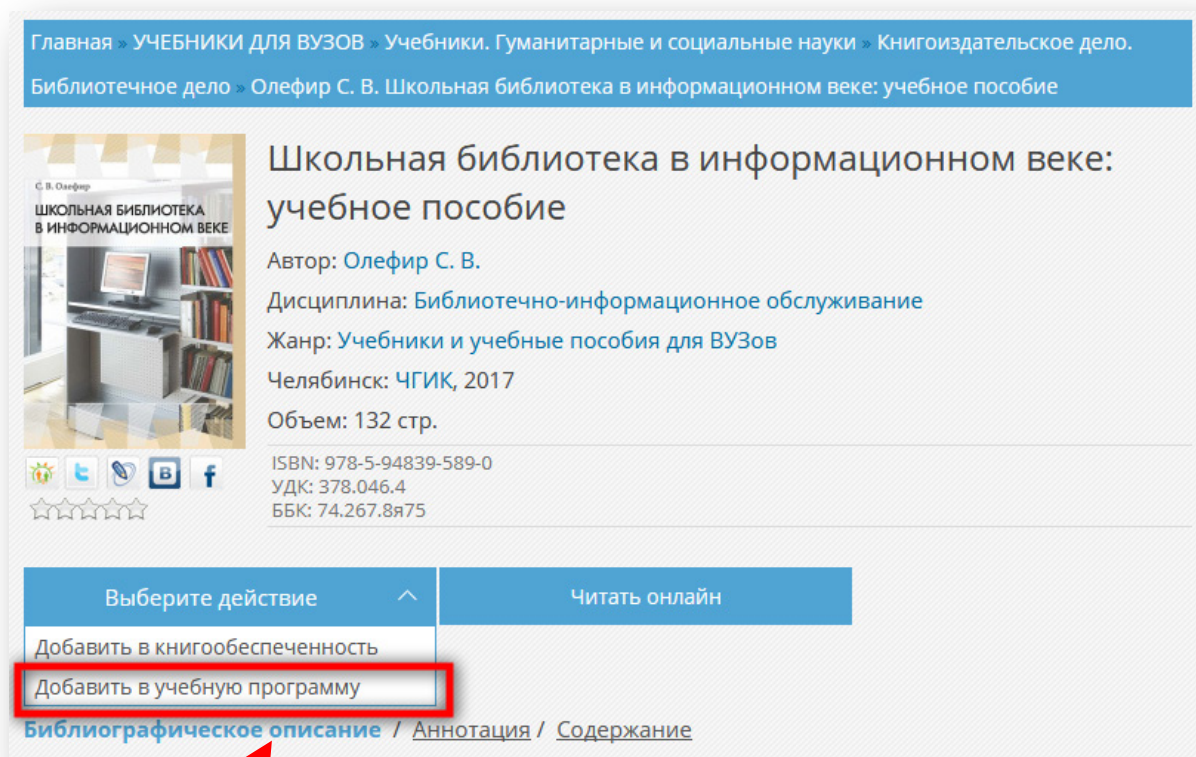 Главная » УЧЕБНИКИ ДЛЯ ВУЗОВ » Учебники. Гуманитарные и социальные науки » Книгоиздательское дело.
Библиотечное дело » Олефир С. В. Школьная библиотека в информационном веке: учебное пособие
С. В. Олефир
ШКОЛЬНАЯ БИБЛИОТЕКА
В ИНФОРМАЦИОННОМ ВЕКЕ
Школьная библиотека в информационном веке:
учебное пособие
Автор: Олефир С. В.
Дисциплина: Библиотечно-информационное обслуживание
Жанр: Учебники и учебные пособия для ВУЗов
Челябинск: ЧГИК, 2017
Объем: 132 стр.
ISBN: 978-5-94839-589-0
УДК: 378.046.4
ББК: 74.267.8я75
Выберите действие
Читать онлайн
Добавить в книгообеспеченность
Добавить в учебную программу
Библиографическое описание / Аннотация / Содержание